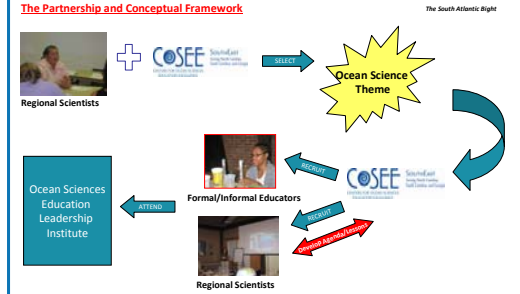 The Partnership and Conceptual Framework
The South Atlantic Bight
COSEE
SouthEast
SELECT
Ocean Science
Theme
Regional Scientists
RECRUIT
COSEE
SouthEast
Ocean Sciences
Education
Leadership
Institute
ATTEND
Formal/Informal Educators
RECRUIT
Develop Agenda/Lessons
Regional Scientists